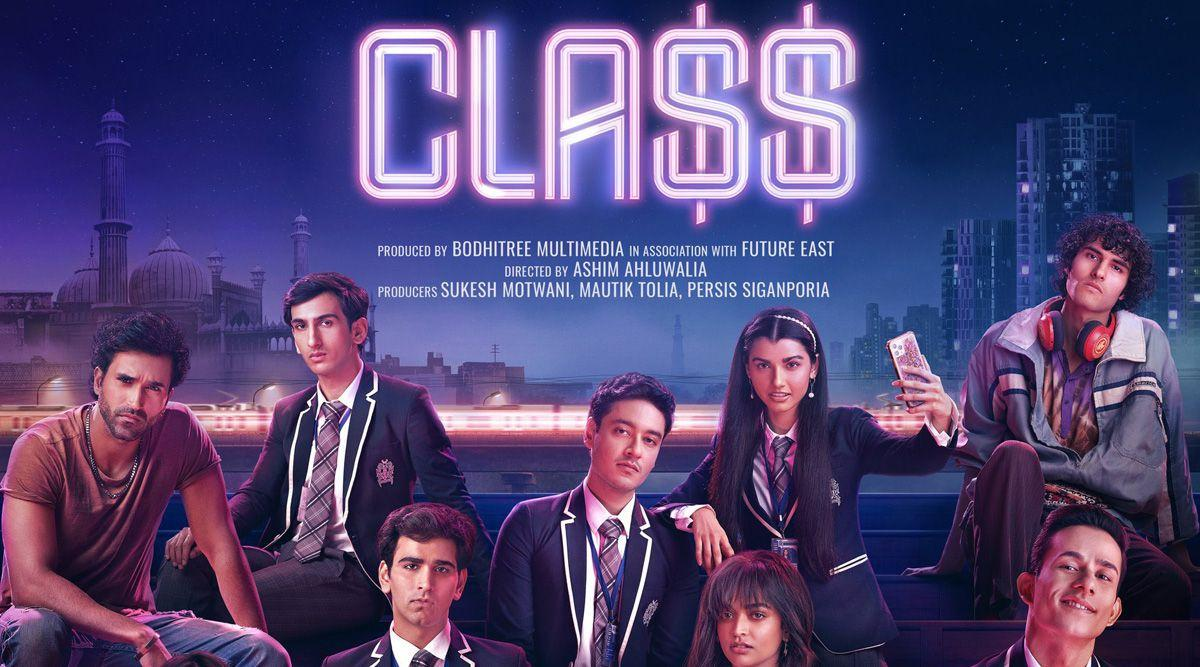 CLA$$
PRODUCED BY BODHITREE MULTIMEDIA IN ASSOCIATION WITH FUTURE EAST
DIRECTED BY ASHIM AHLUWALIA
PRODUCERS SUKESH MOTWANI, MAUTIK TOLIA, PERSIS SIGANPORIA